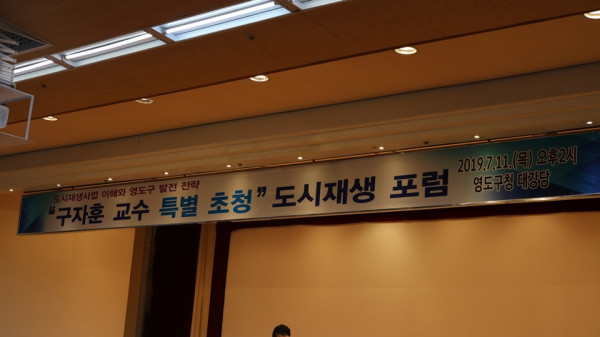 도시재생사업 이해와 영도구 발전 전략
“구자훈 교수 특별 초청” 도시재생 포럼
2019.7.11.(목) 오후2시
영도구청 대강당